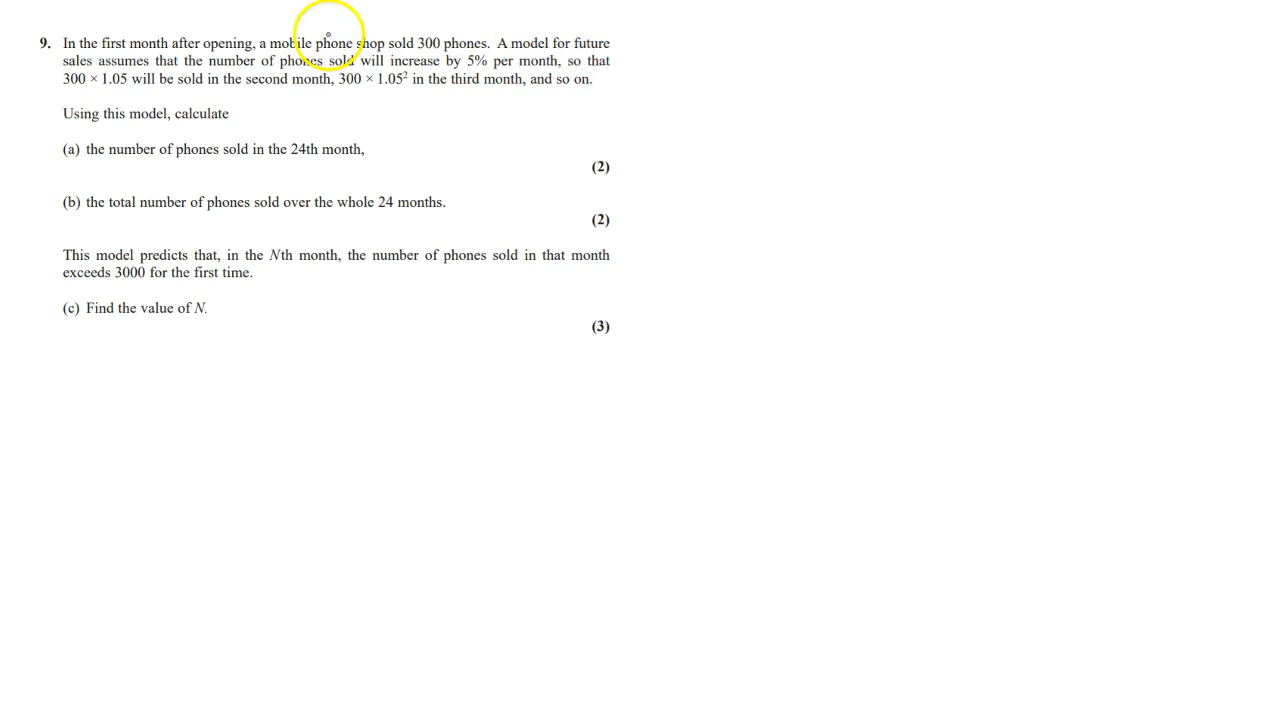 9. In the first month after opening, a mobile phone shop sold 300 phones. A model for future
sales assumes that the number of phones sold will increase by 5% per month, so that
300 × 1.05 will be sold in the second month, 300 × 1.05² in the third month, and so on.
Using this model, calculate
(a) the number of phones sold in the 24th month,
(2)
(b) the total number of phones sold over the whole 24 months.
(2)
This model predicts that, in the Nth month, the number of phones sold in that month
exceeds 3000 for the first time.
(c) Find the value of N.
(3)